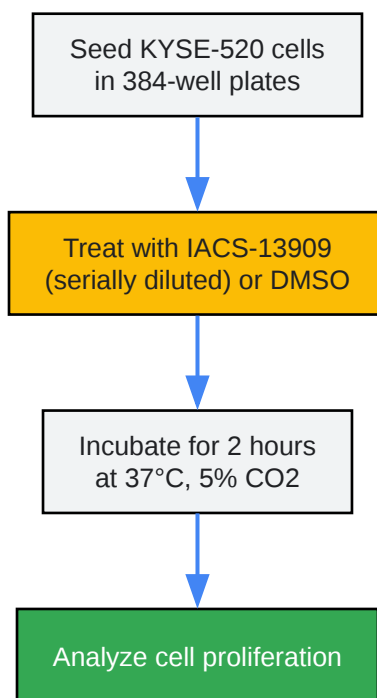 Seed KYSE-520 cells
in 384-well plates
Treat with IACS-13909
(serially diluted) or DMSO
Incubate for 2 hours
at 37°C, 5% CO2
Analyze cell proliferation